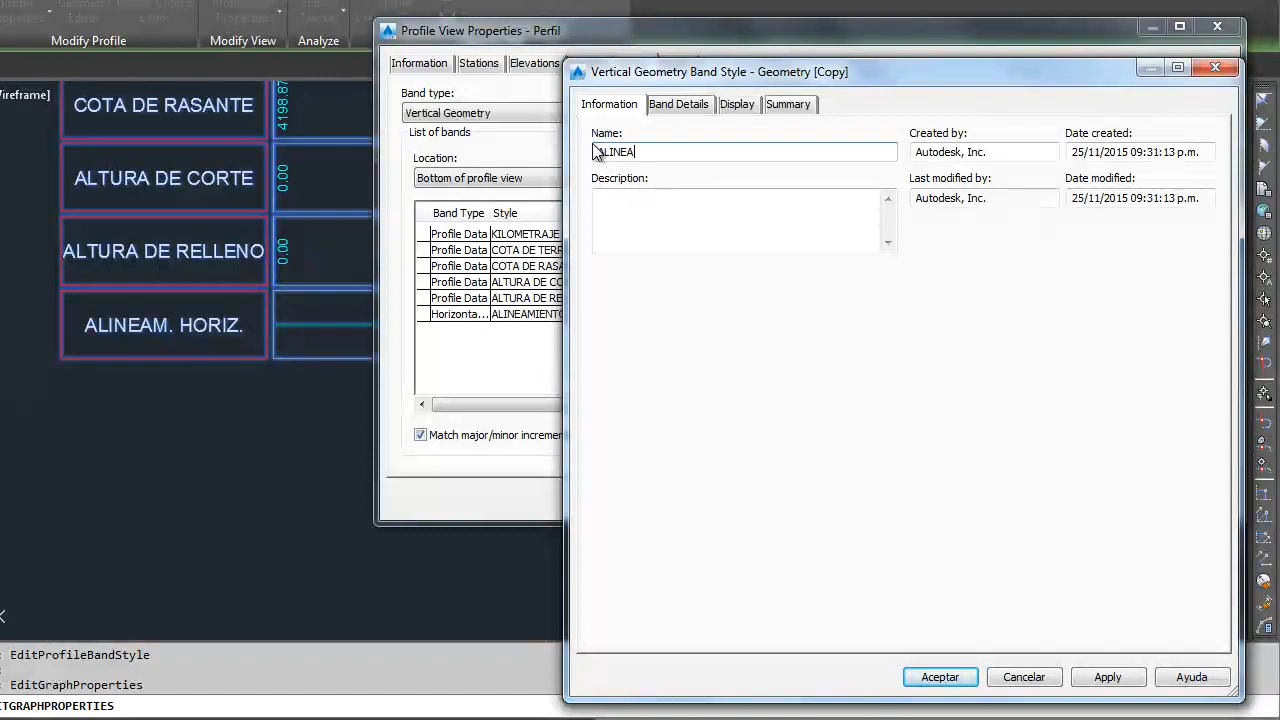 Modify Profile
Modify View
Analyze
Profile View Properties - Perfil
Information
Stations
Elevations
Band type:
Vertical Geometry
List of bands
Location:
Bottom of profile view
Band Type
Style
Profile Data
KILOMETRAJE
Profile Data
COTA DE TERR
Profile Data
COTA DE RASA
Profile Data
ALTURA DE CO
Profile Data
ALTURA DE RE
Horizonta...
ALINEAMIENTO
Match major/minor increment
Vertical Geometry Band Style - Geometry [Copy]
Information
Band Details
Display
Summary
Name:
ALINEA
Description:
Created by:
Autodesk, Inc.
Date created:
25/11/2015 09:31:13 p.m.
Last modified by:
Autodesk, Inc.
Date modified:
25/11/2015 09:31:13 p.m.
Aceptar
Cancelar
Apply
Ayuda
Wireframe]
COTA DE RASANTE
4198.87
ALTURA DE CORTE
0.00
ALTURA DE RELLENO
0.00
ALINEAM. HORIZ.
: EditProfileBandStyle
:
: EditGraphProperties
ITGRAPHPROPERTIES